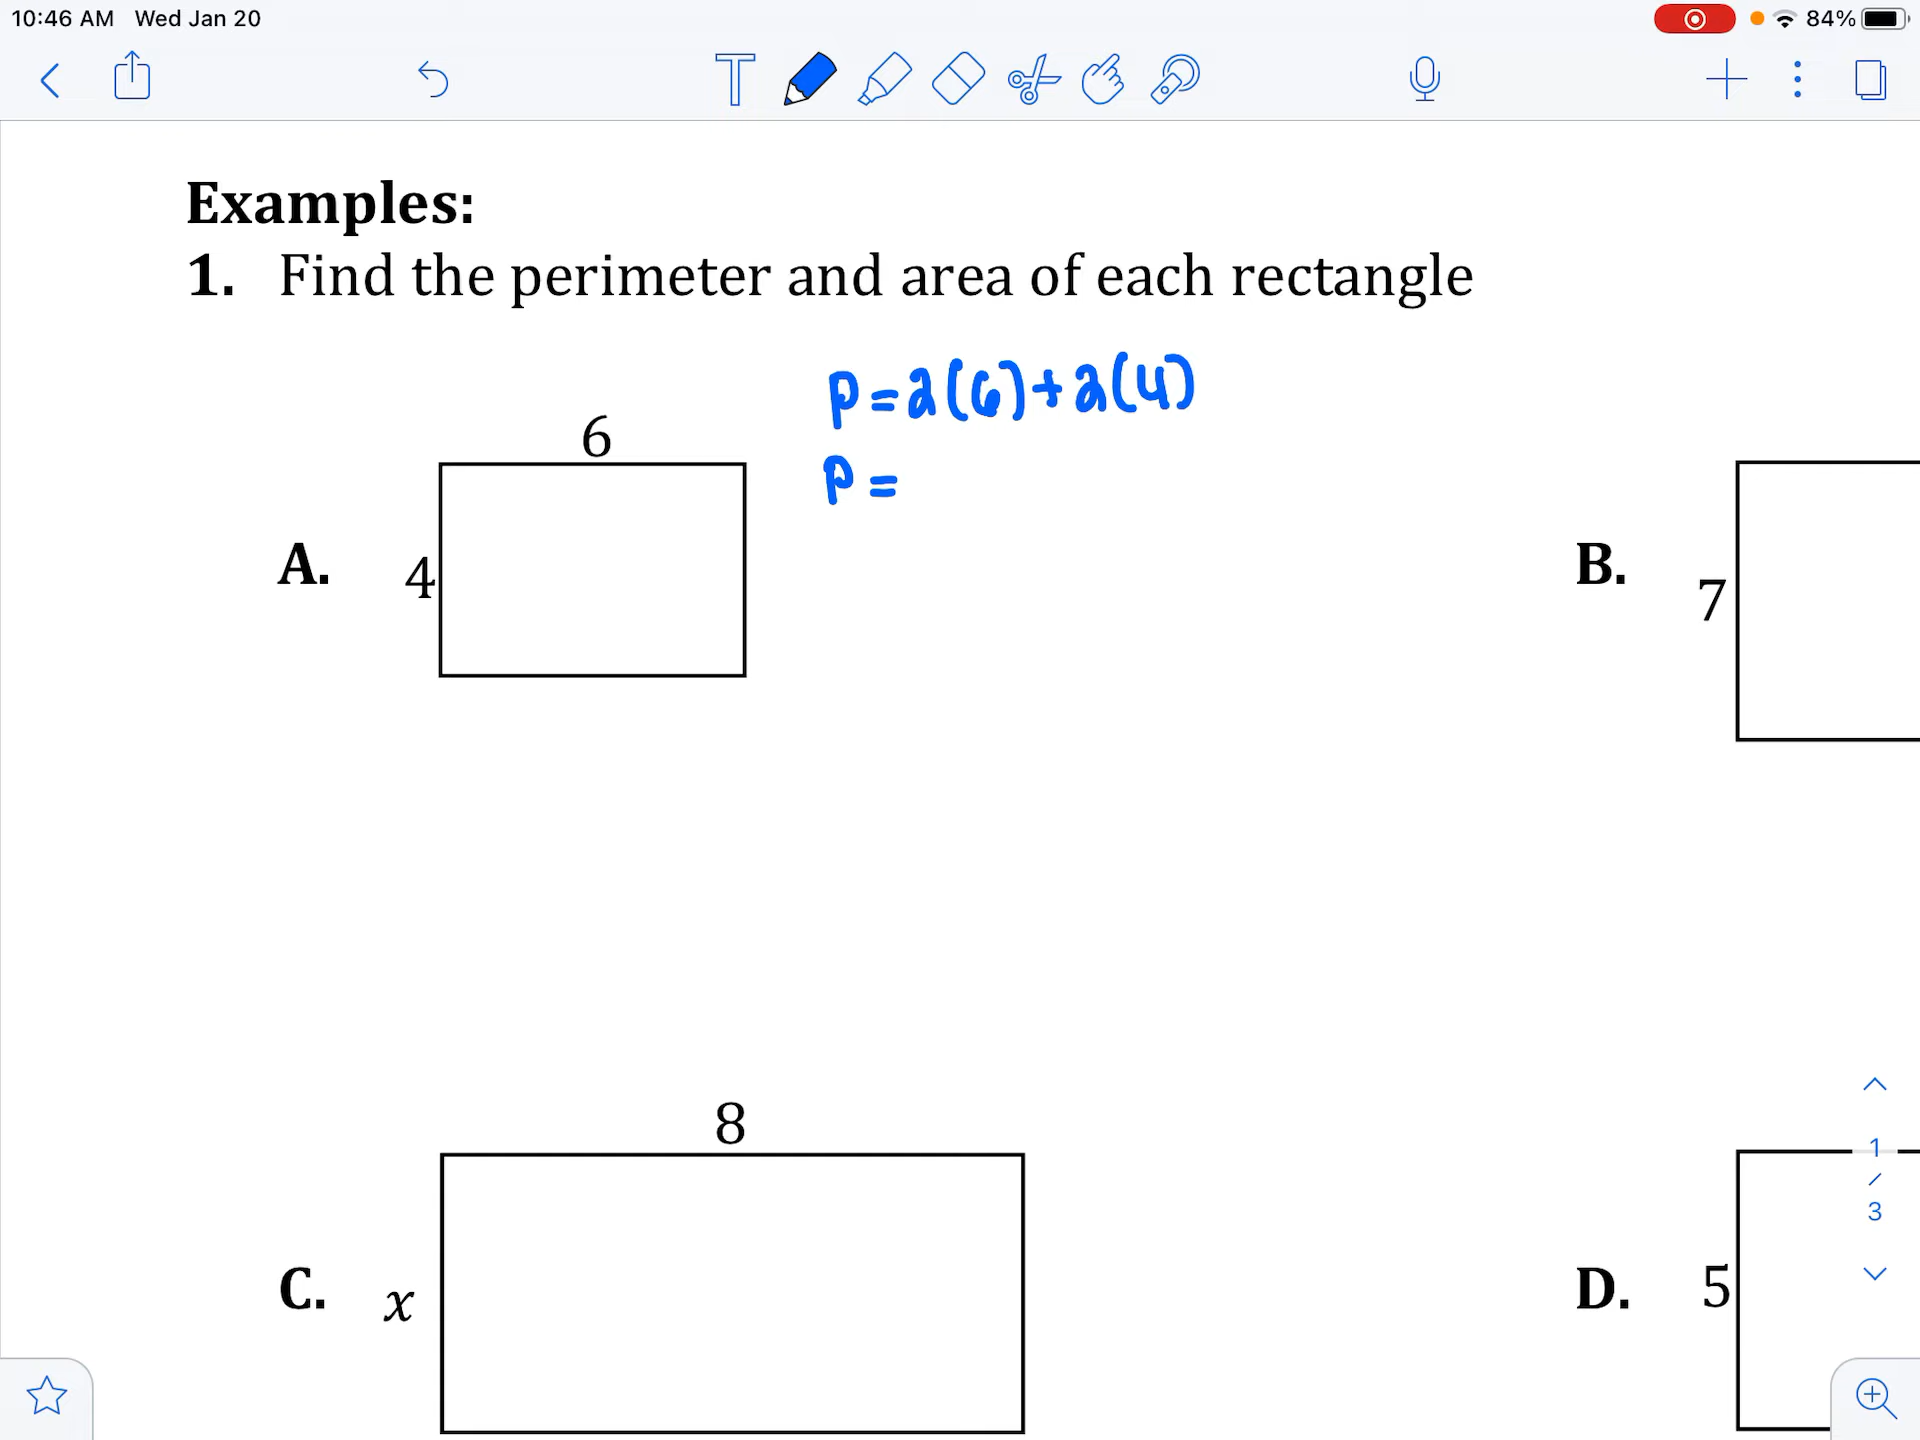 10:46 AM Wed Jan 20
84%
T
Examples:
1. Find the perimeter and area of each rectangle
P=2(6)+2(4)
6
P=
A. 4
B. 7
8
1
/
3
C. x
D. 5